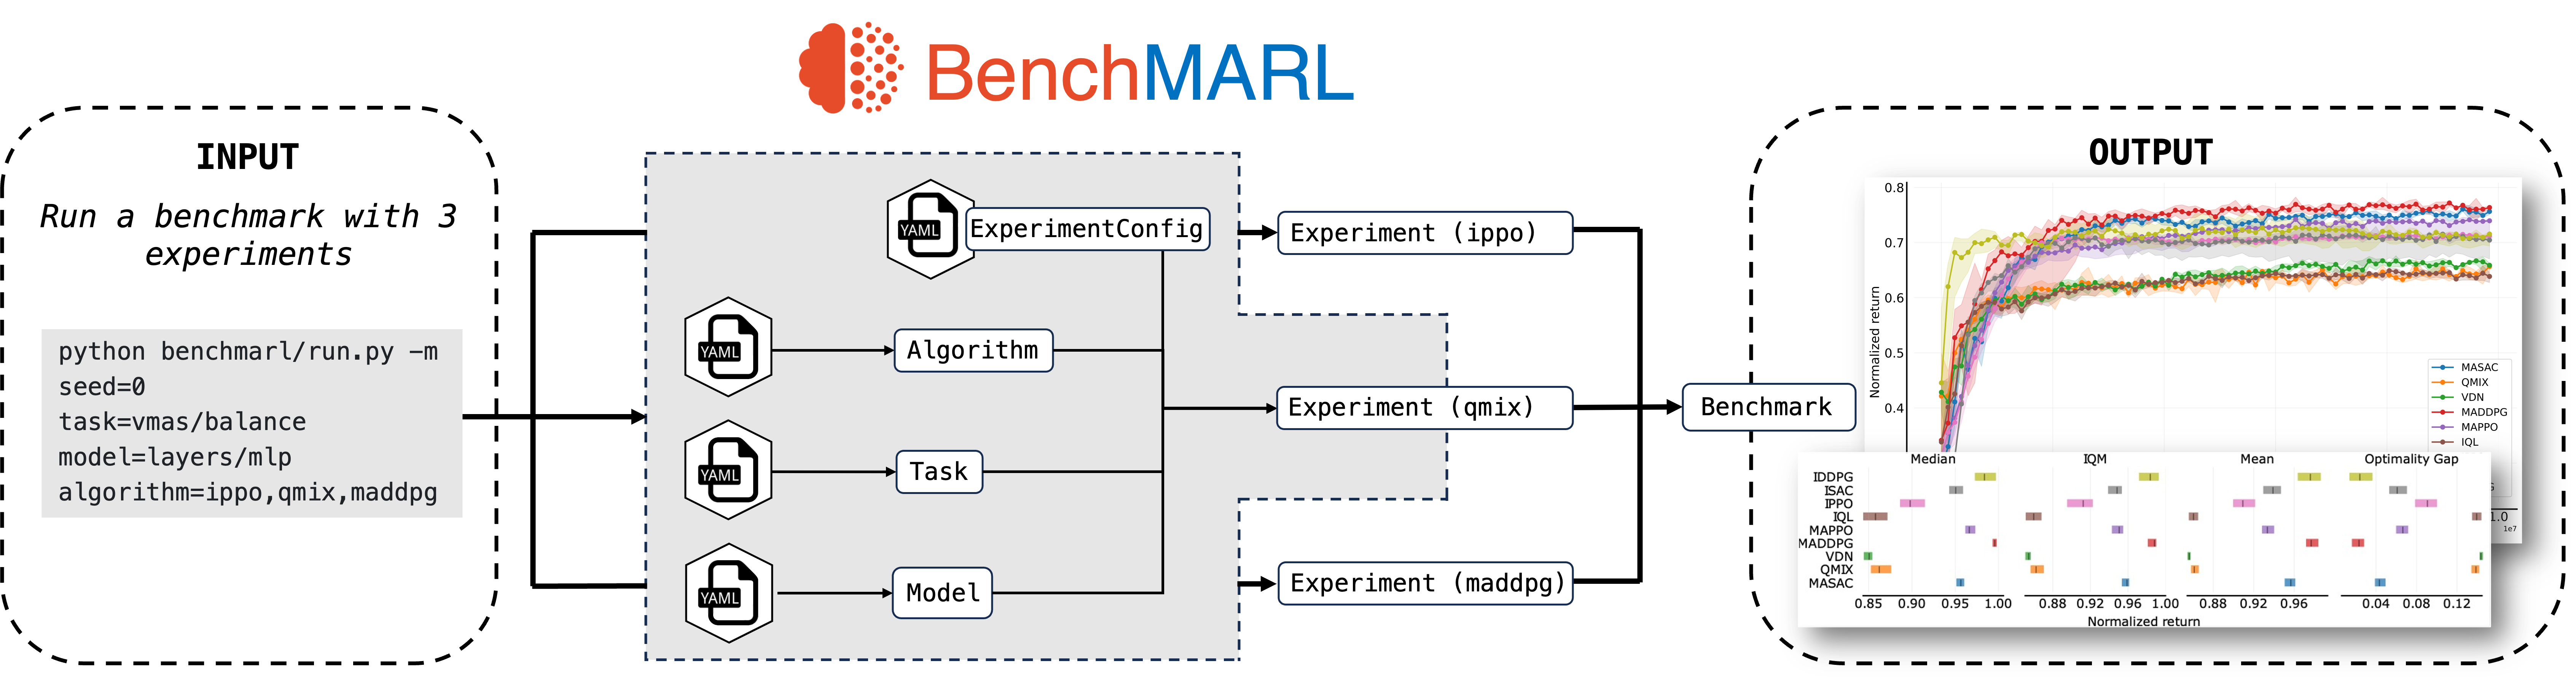 BenchMARL
INPUT
Run a benchmark with 3
experiments
python benchmarl/run.py –m
seed=0
task=vmas/balance
model=layers/mlp
algorithm=ippo,qmix,maddpg
YAML
ExperimentConfig
YAML
Algorithm
YAML
Task
YAML
Model
Experiment (ippo)
Experiment (qmix)
Experiment (maddpg)
Benchmark
OUTPUT
0.8
0.7
0.6
0.5
0.4
Normalized return
MASAC
QMIX
VDN
MADDPG
MAPPO
IQL
G
1.0
1e7
Median IQM Mean Optimality Gap
IDDPG
ISAC
IPPO
IQL
MAPPO
MADDPG
VDN
QMIX
MASAC
0.85 0.90 0.95 1.00 0.88 0.92 0.96 1.00 0.88 0.92 0.96 0.04 0.08 0.12
Normalized return